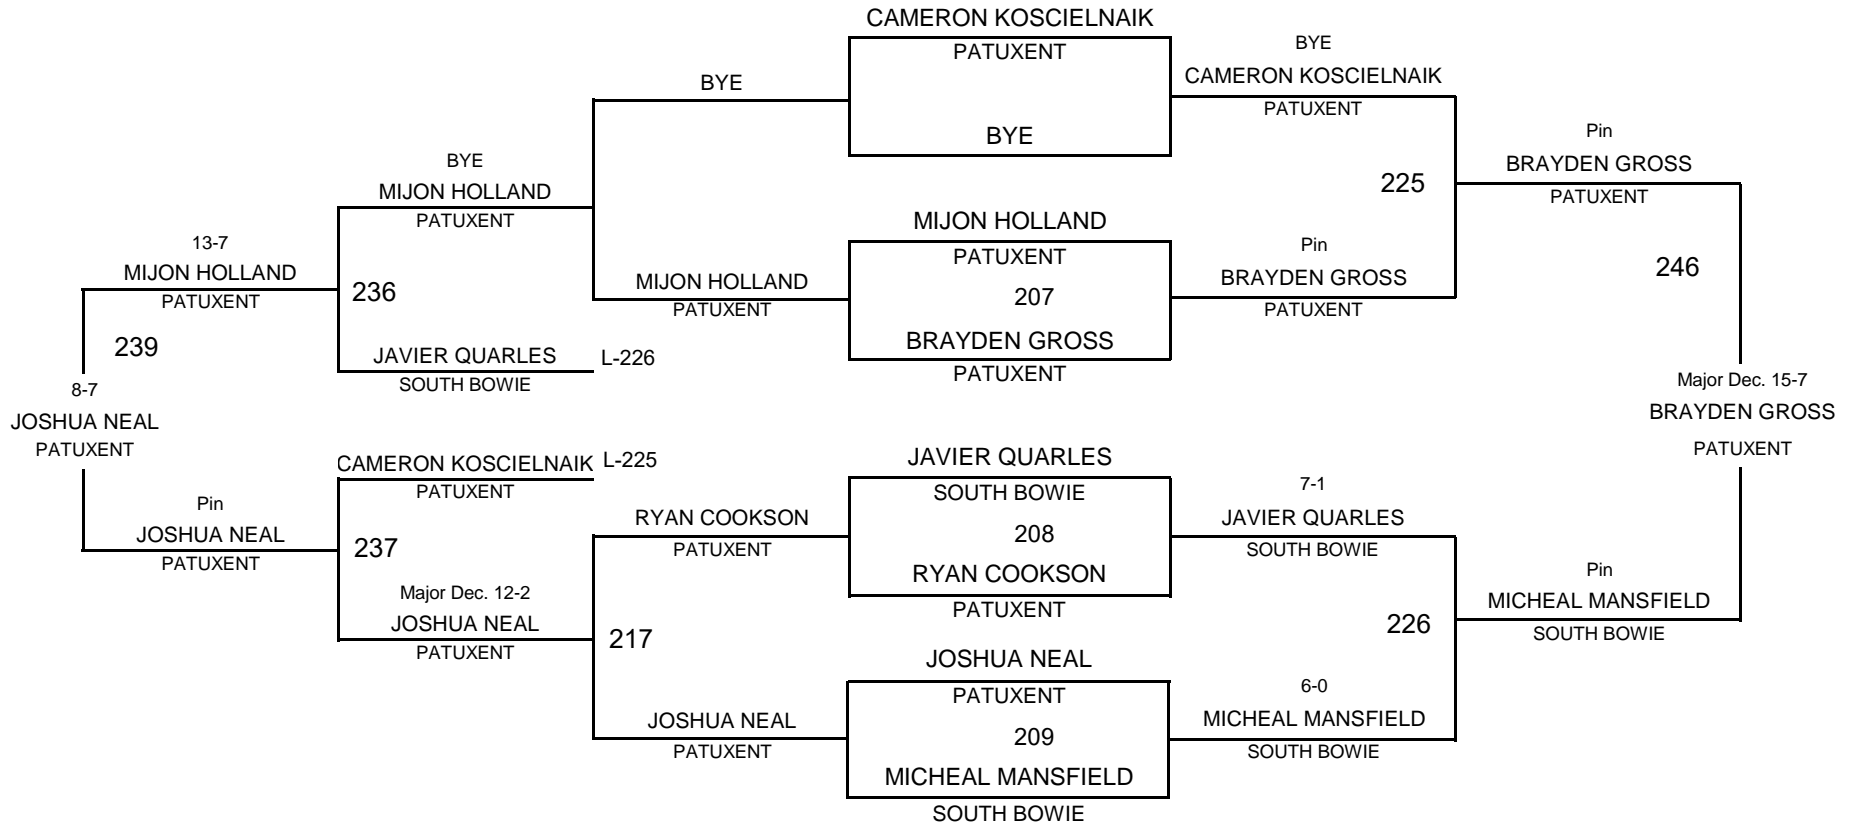 CAMERON KOSCIELNAIK
PATUXENT
BYE
BYE
CAMERON KOSCIELNAIK
PATUXENT
BYE
BYE
MIJON HOLLAND
PATUXENT
Pin
BRAYDEN GROSS
PATUXENT
225
MIJON HOLLAND
PATUXENT
207
BRAYDEN GROSS
PATUXENT
13-7
MIJON HOLLAND
PATUXENT
236
MIJON HOLLAND
PATUXENT
Pin
BRAYDEN GROSS
PATUXENT
246
239
JAVIER QUARLES
SOUTH BOWIE
L-226
8-7
JOSHUA NEAL
PATUXENT
Major Dec. 15-7
BRAYDEN GROSS
PATUXENT
CAMERON KOSCIELNAIK
PATUXENT
L-225
JAVIER QUARLES
SOUTH BOWIE
208
RYAN COOKSON
PATUXENT
7-1
JAVIER QUARLES
SOUTH BOWIE
Pin
JOSHUA NEAL
PATUXENT
237
RYAN COOKSON
PATUXENT
Major Dec. 12-2
JOSHUA NEAL
PATUXENT
217
Pin
MICHEAL MANSFIELD
SOUTH BOWIE
226
JOSHUA NEAL
PATUXENT
209
MICHEAL MANSFIELD
SOUTH BOWIE
JOSHUA NEAL
PATUXENT
6-0
MICHEAL MANSFIELD
SOUTH BOWIE